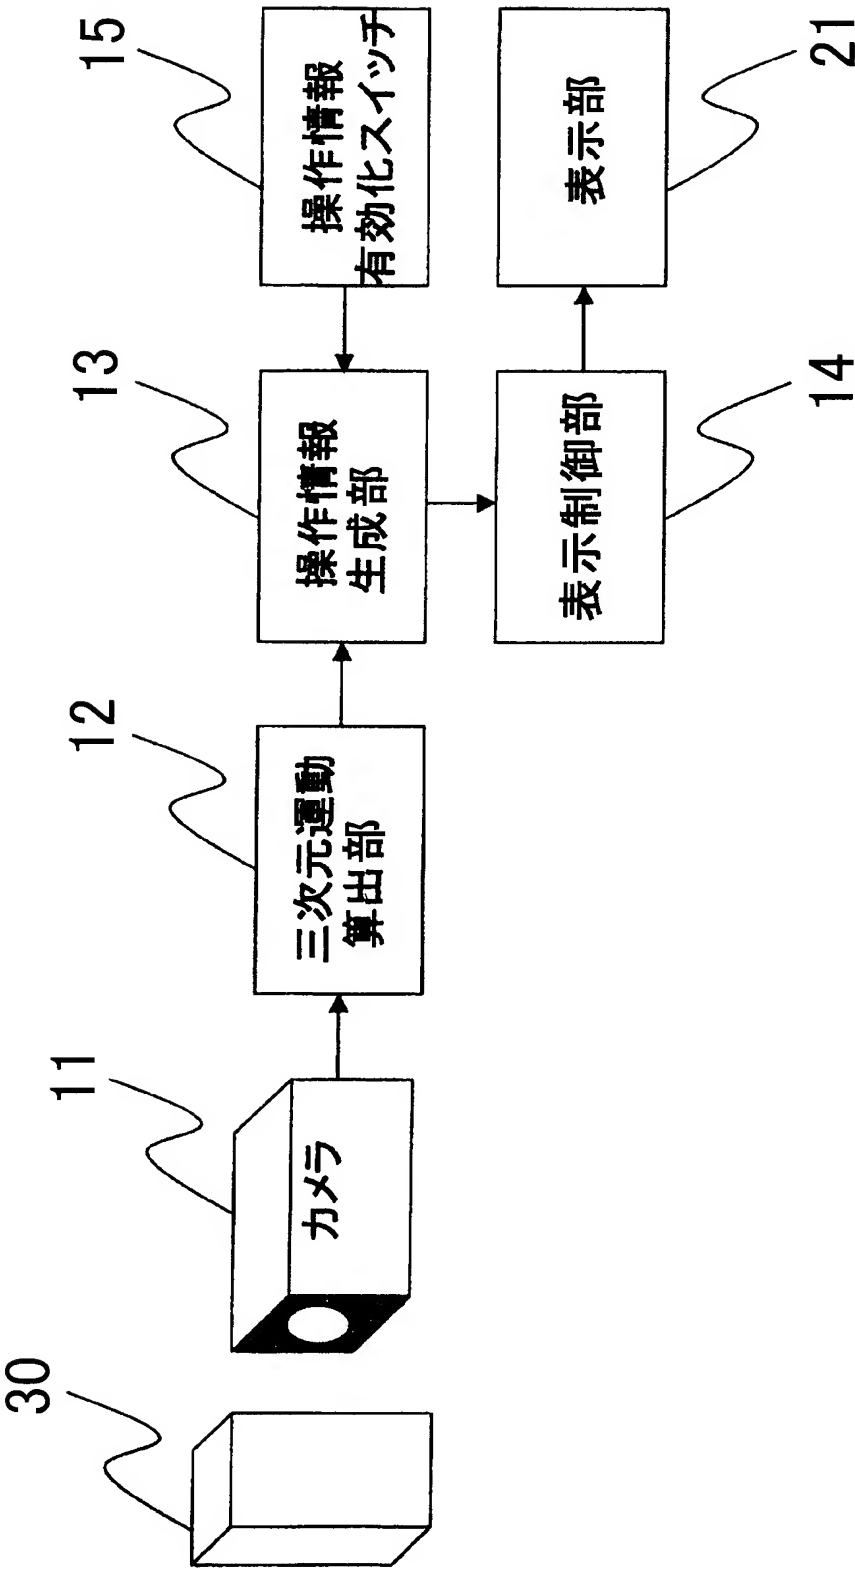 30
11
カメラ
12
三次元運動
算出部
13
操作情報
生成部
15
操作情報
有効化スイッチ
表示制御部
14
表示部
21